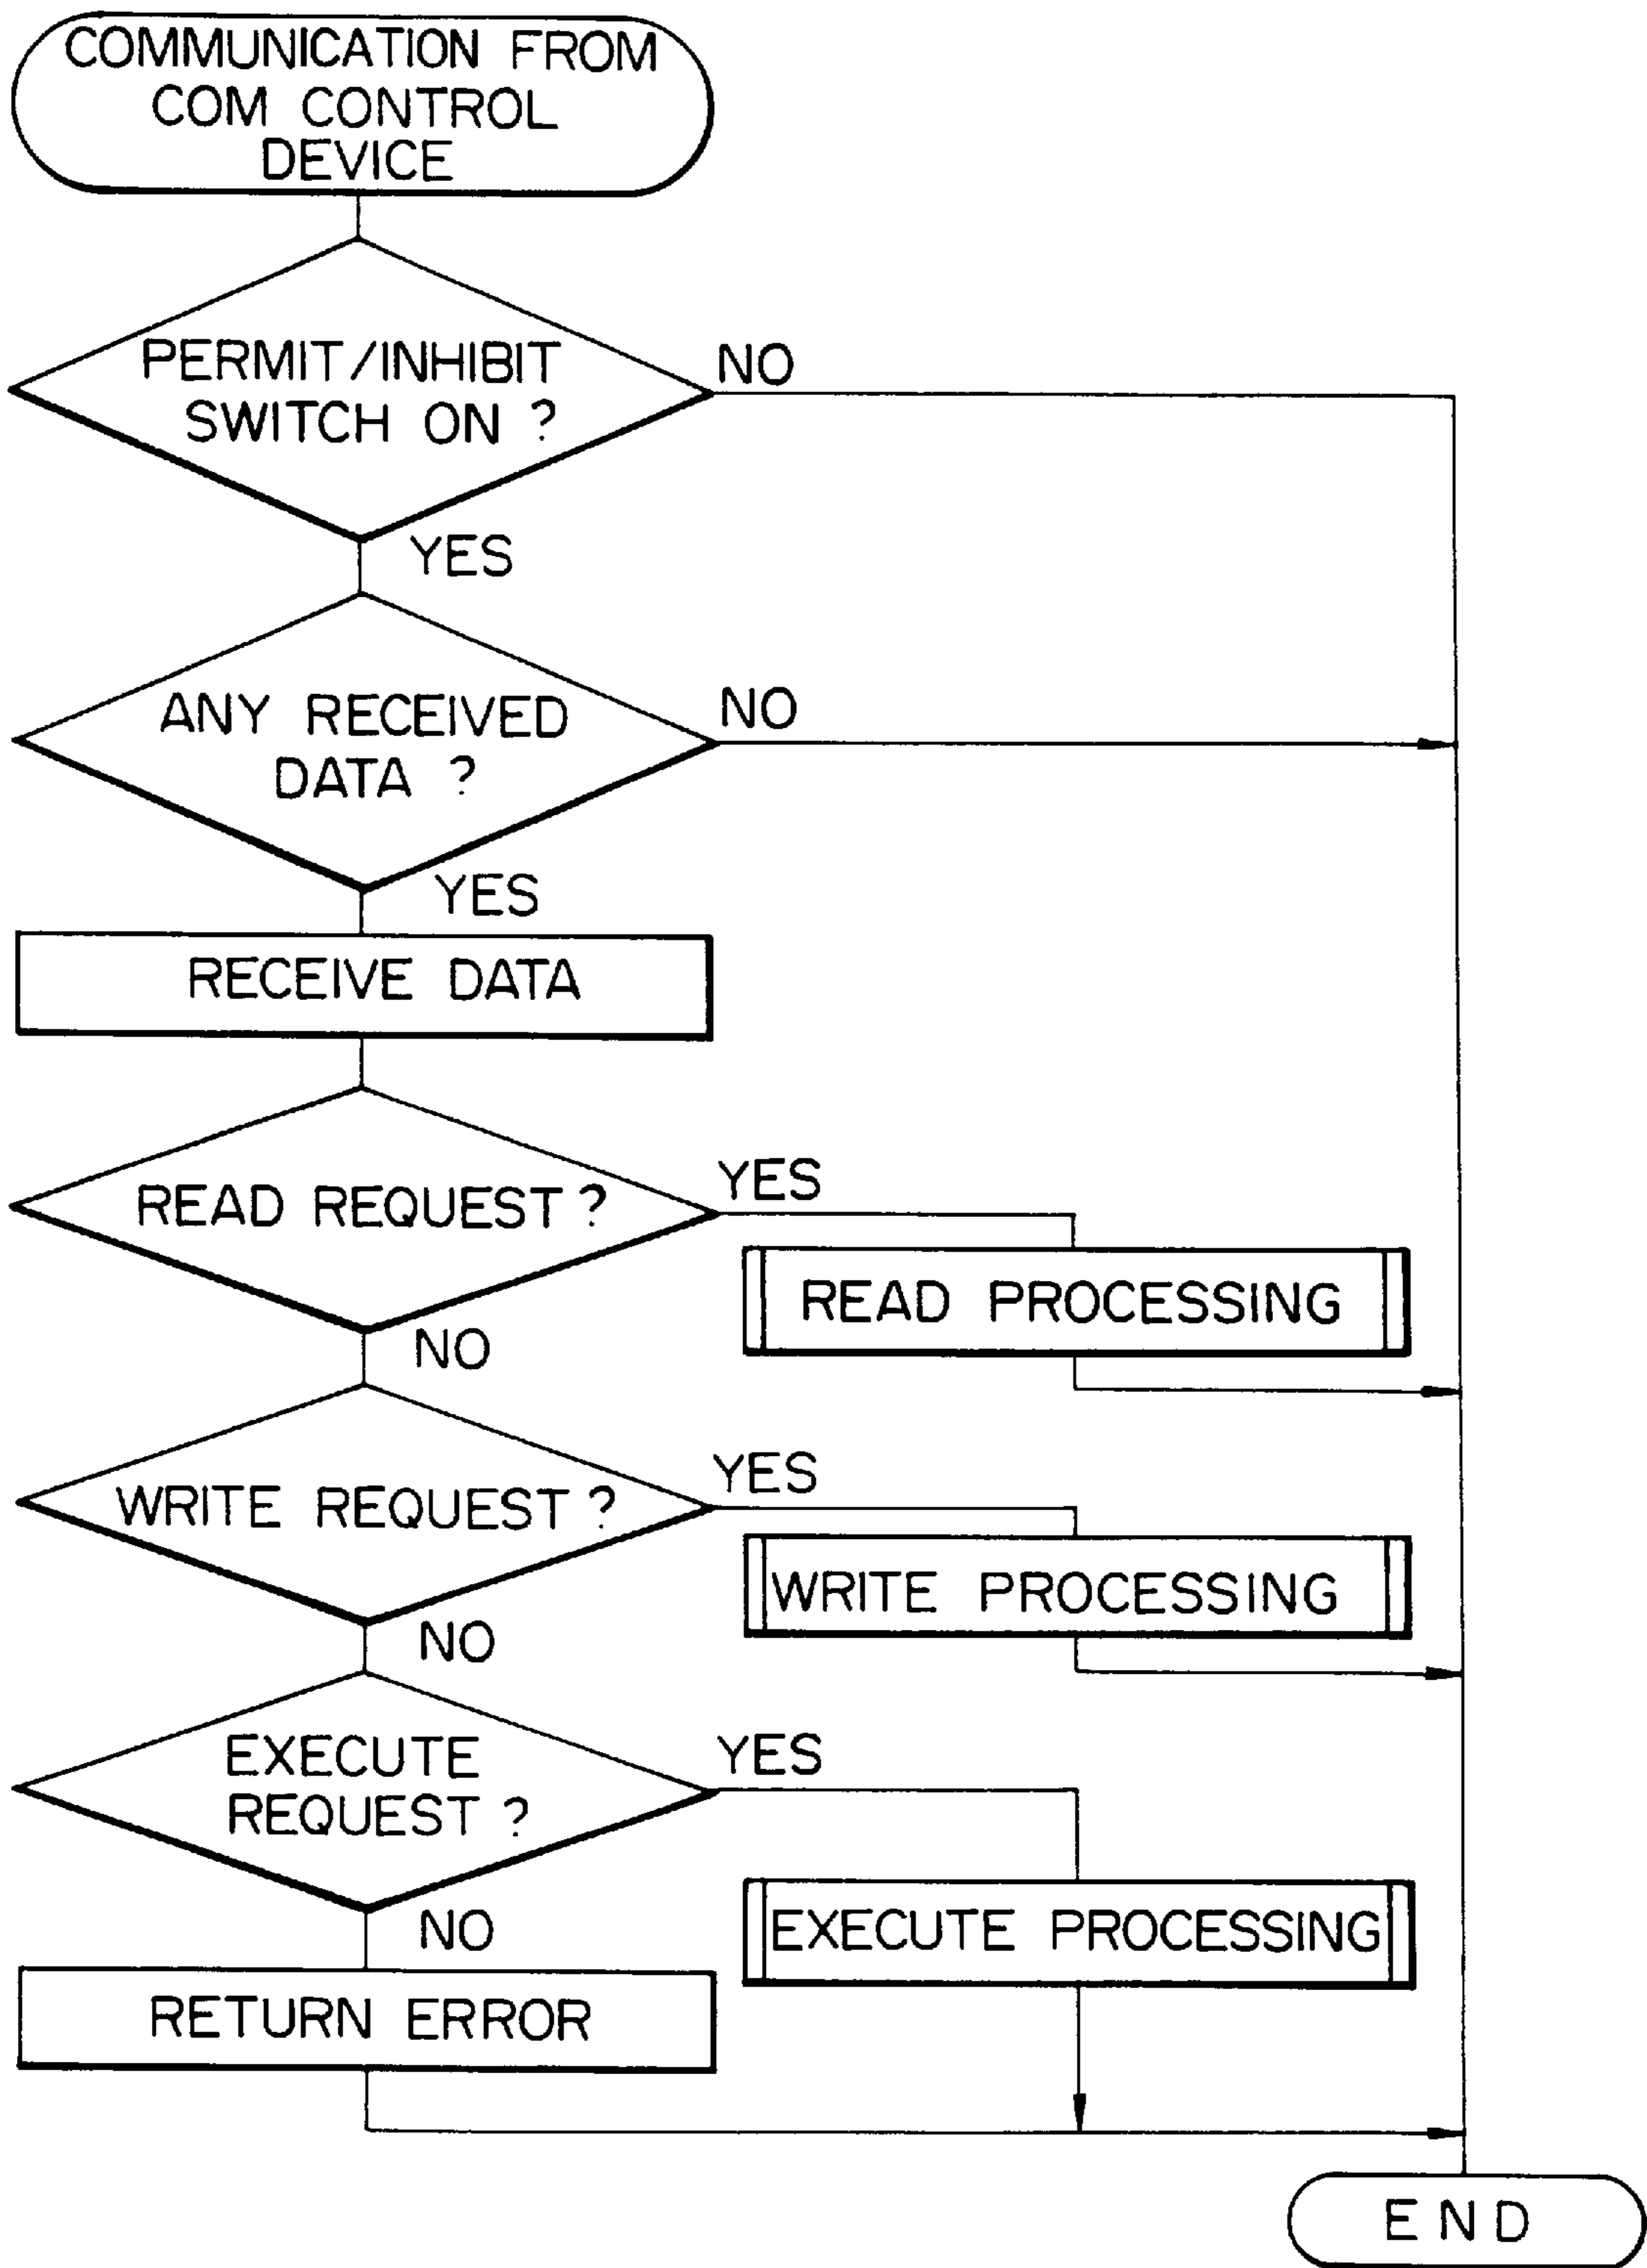 COMMUNICATION FROM
COM CONTROL
DEVICE
PERMIT/INHIBIT
SWITCH ON ?
NO
YES
ANY RECEIVED
DATA ?
NO
YES
RECEIVE DATA
READ REQUEST ?
YES
READ PROCESSING
NO
WRITE REQUEST ?
YES
WRITE PROCESSING
NO
EXECUTE
REQUEST ?
YES
EXECUTE PROCESSING
NO
RETURN ERROR
END